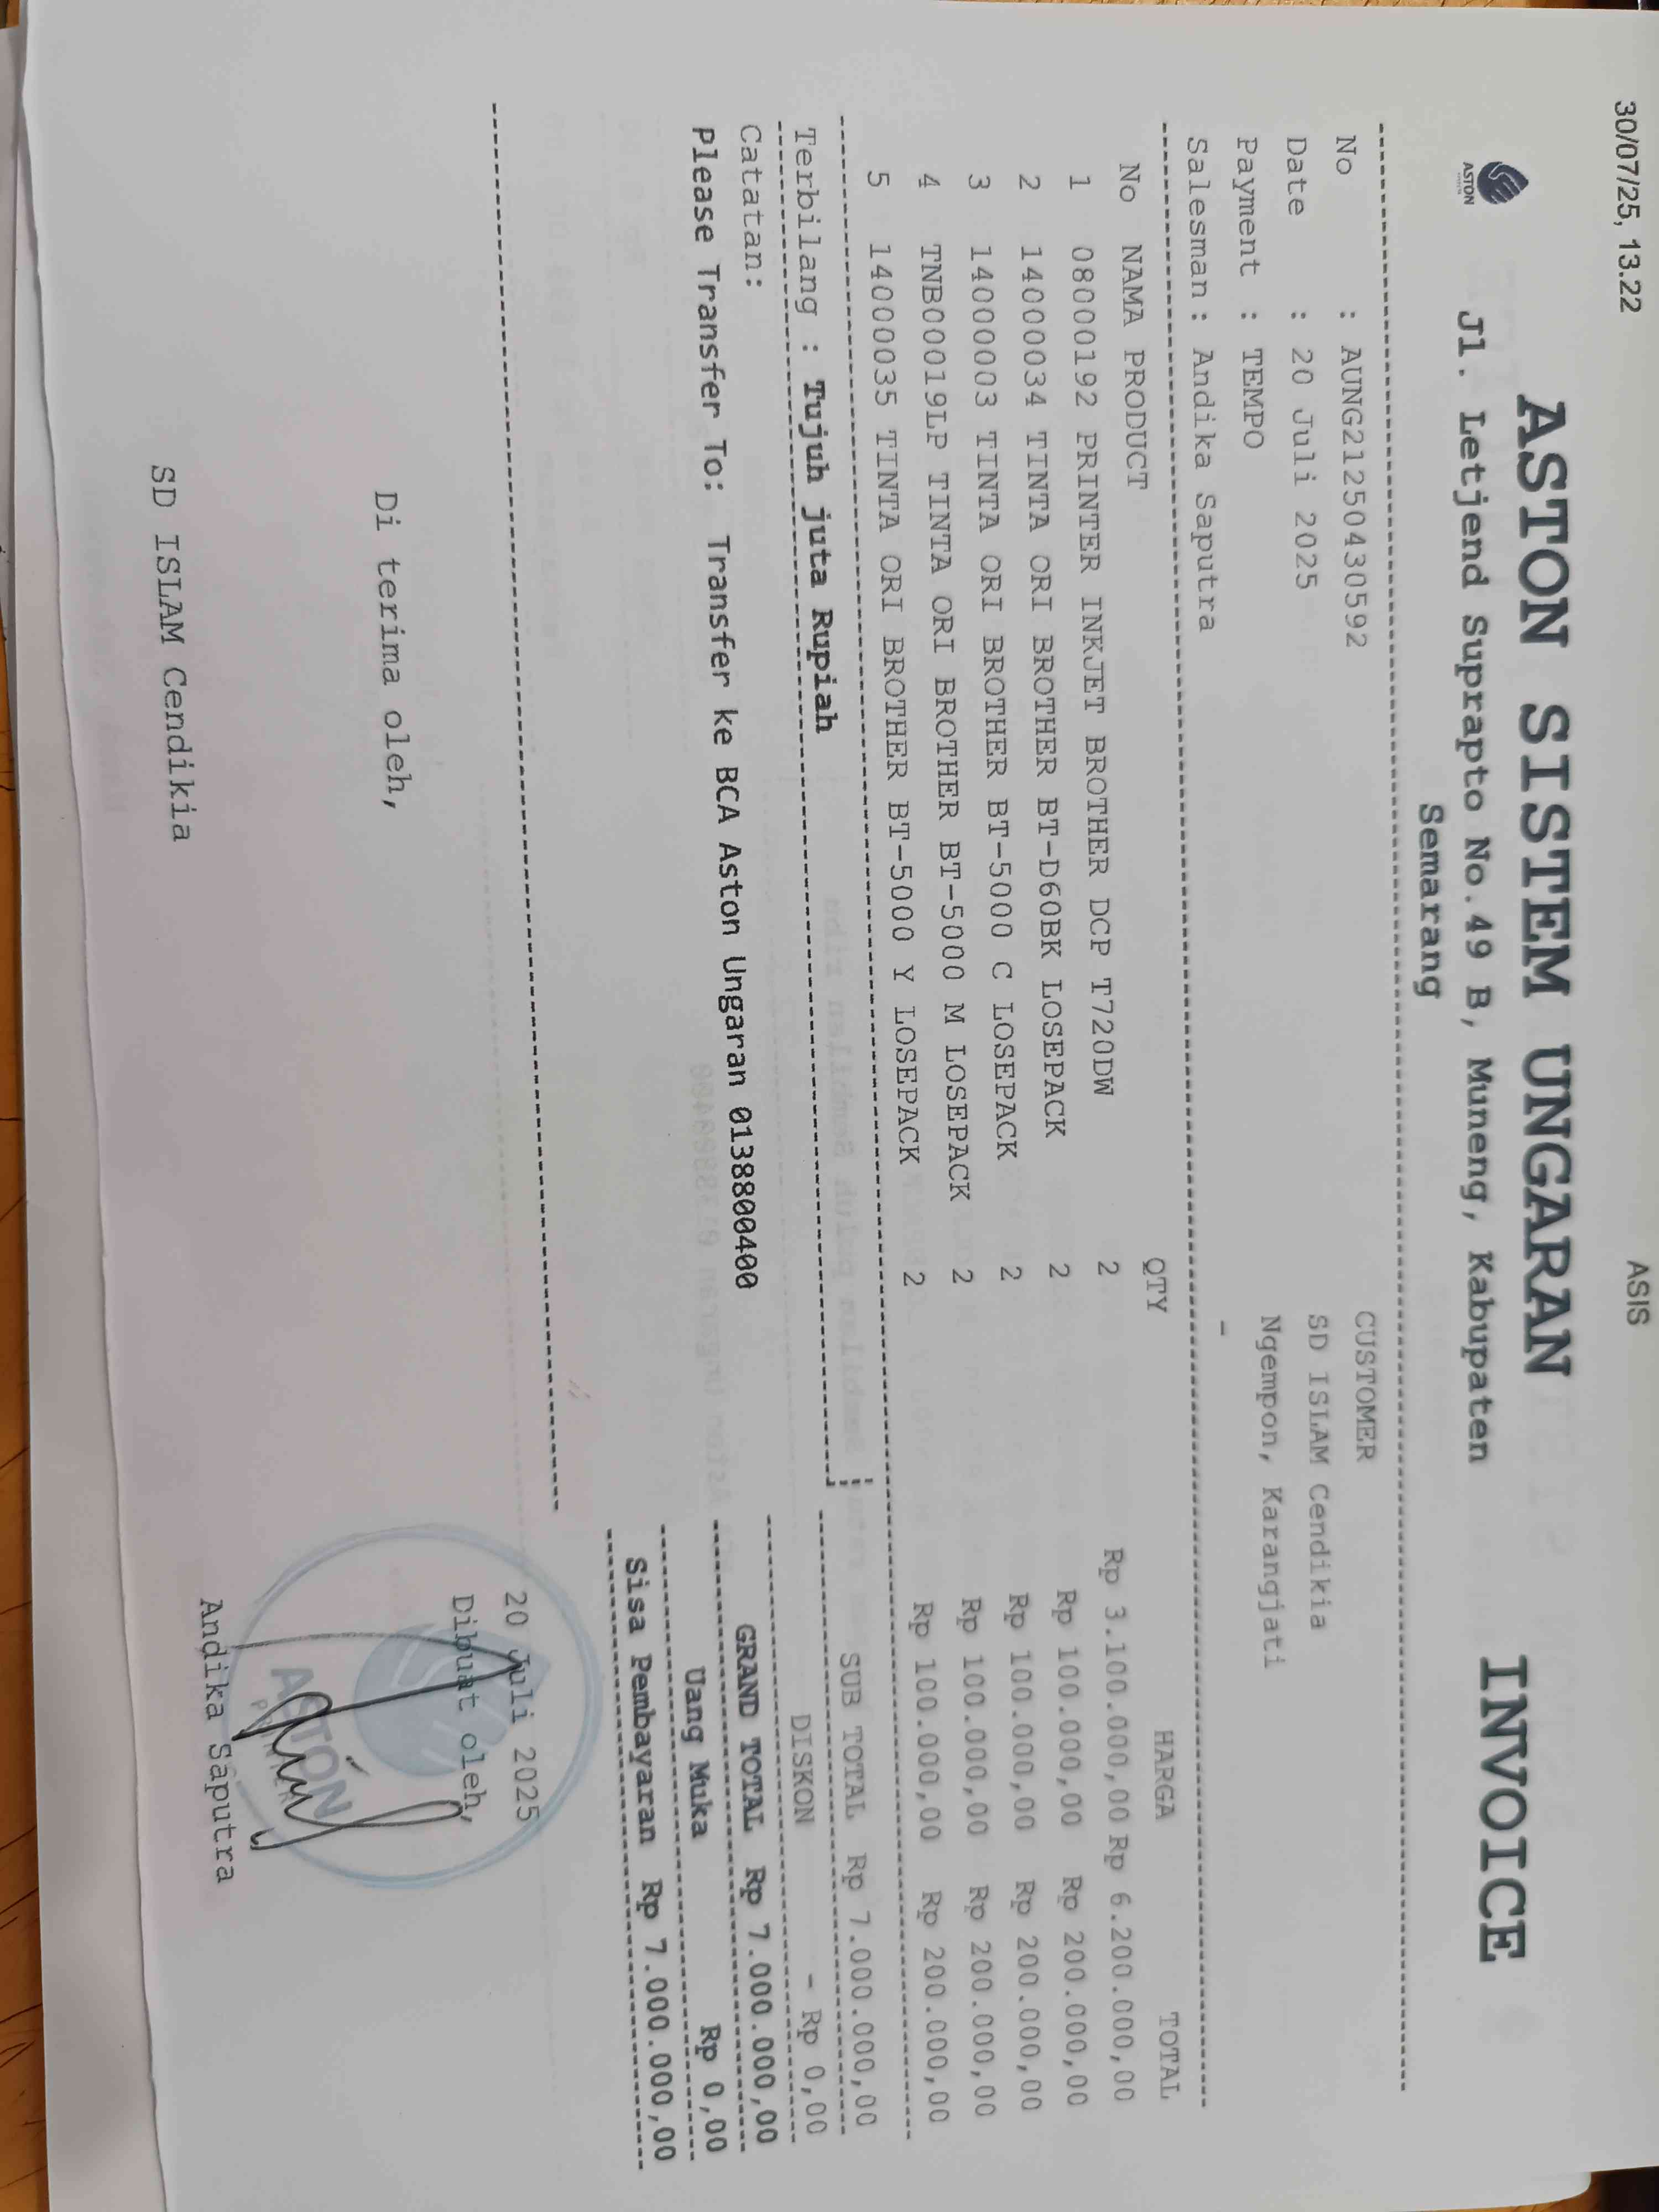 30/07/25, 13.22
ASIS
ASTON
ASTON SISTEM UNGARAN
Jl. Letjend Suprapto No.49 B, Muneng, Kabupaten
Semarang
INVOICE
No : AUNG21250430592
Date : 20 Juli 2025
Payment : TEMPO
Salesman : Andika Saputra
CUSTOMER
SD ISLAM Cendikia
Ngempon, Karangjati
-
No NAMA PRODUCT QTY HARGA TOTAL
1 08000192 PRINTER INKJET BROTHER DCP T720DW 2 Rp 3.100.000,00 Rp 6.200.000,00
2 14000034 TINTA ORI BROTHER BT-D60BK LOSEPACK 2 Rp 100.000,00 Rp 200.000,00
3 14000003 TINTA ORI BROTHER BT-5000 C LOSEPACK 2 Rp 100.000,00 Rp 200.000,00
4 TNB00019LP TINTA ORI BROTHER BT-5000 M LOSEPACK 2 Rp 100.000,00 Rp 200.000,00
5 14000035 TINTA ORI BROTHER BT-5000 Y LOSEPACK 2 Rp 100.000,00 Rp 200.000,00
Terbilang : Tujuh juta Rupiah
SUB TOTAL Rp 7.000.000,00
DISKON - Rp 0,00
GRAND TOTAL Rp 7.000.000,00
Uang Muka Rp 0,00
Sisa Pembayaran Rp 7.000.000,00
Catatan:
Please Transfer To: Transfer ke BCA Aston Ungaran 0138800400
20 Juli 2025
Di terima oleh,
Dibuat oleh,
ASTON
SD ISLAM Cendikia
Andika Saputra